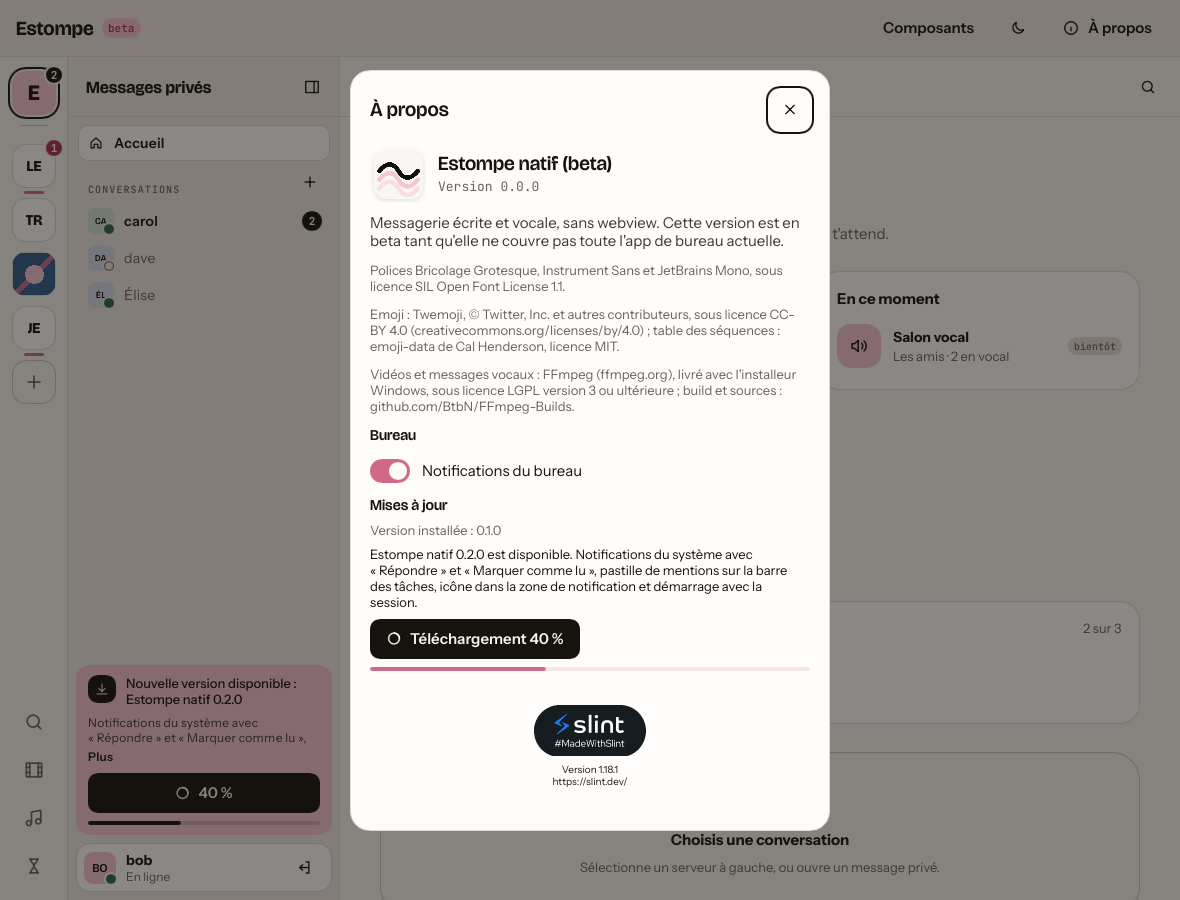 Estompe beta
Composants
À propos
E 2
Messages privés
LE 1
TR
JE
Accueil
CONVERSATIONS
CA carol 2
DA dave
ÉL Élise
Nouvelle version disponible :
Estompe natif 0.2.0
Notifications du système avec
« Répondre » et « Marquer comme lu »,
Plus
40 %
BO bob
En ligne
À propos
Estompe natif (beta)
Version 0.0.0
Messagerie écrite et vocale, sans webview. Cette version est en
beta tant qu'elle ne couvre pas toute l'app de bureau actuelle.
Polices Bricolage Grotesque, Instrument Sans et JetBrains Mono, sous
licence SIL Open Font License 1.1.
Emoji : Twemoji, © Twitter, Inc. et autres contributeurs, sous licence CC-
BY 4.0 (creativecommons.org/licenses/by/4.0) ; table des séquences :
emoji-data de Cal Henderson, licence MIT.
Vidéos et messages vocaux : FFmpeg (ffmpeg.org), livré avec l'installeur
Windows, sous licence LGPL version 3 ou ultérieure ; build et sources :
github.com/BtbN/FFmpeg-Builds.
Bureau
Notifications du bureau
Mises à jour
Version installée : 0.1.0
Estompe natif 0.2.0 est disponible. Notifications du système avec
« Répondre » et « Marquer comme lu », pastille de mentions sur la barre
des tâches, icône dans la zone de notification et démarrage avec la
session.
Téléchargement 40 %
slint
#MadeWithSlint
Version 1.18.1
https://slint.dev/
t'attend.
En ce moment
Salon vocal
Les amis · 2 en vocal
bientôt
2 sur 3
Choisis une conversation
Sélectionne un serveur à gauche, ou ouvre un message privé.